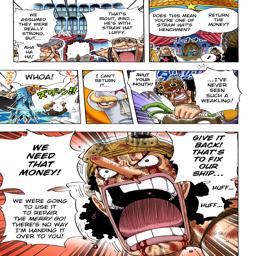 WE
ASSUMED THEY
WERE REALLY
STRONG,
BUT...
AHA
HA
HA!
THAT'S
RIGHT, BRO...
HE'S WITH
STRAW HAT
LUFFY.
DOES THIS MEAN
YOU'RE ONE OF
STRAW HAT'S
HENCHMEN?
RETURN
THE
MONEY?
WHOA!
I CAN'T
RETURN
IT...
SHUT
YOUR
MOUTH!
...I'VE
NEVER
SEEN SUCH A
WEAKLING!
WE
NEED
THAT
MONEY!
GIVE IT
BACK!
THAT'S
TO FIX
OUR
SHIP...
HUFF...
HUFF...
WE WERE GOING
TO USE IT
TO REPAIR
THE MERRY GO!
THERE'S NO WAY
I'M HANDING IT
OVER TO YOU!